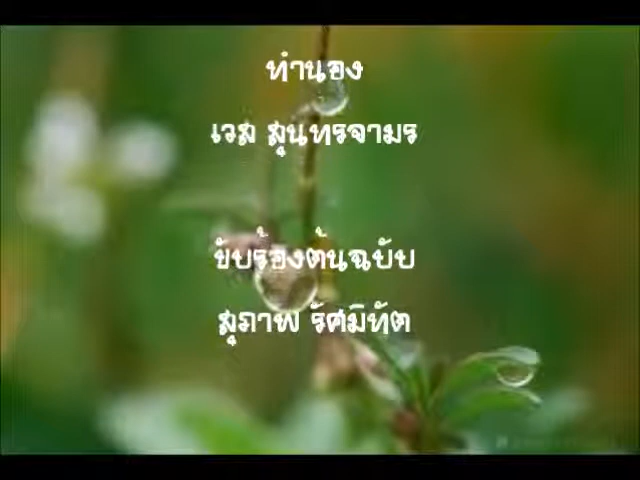 ทำนอง
เวส สุนทรจามร
ขับร้องต้นฉบับ
สุภาพ รัศมิทัต